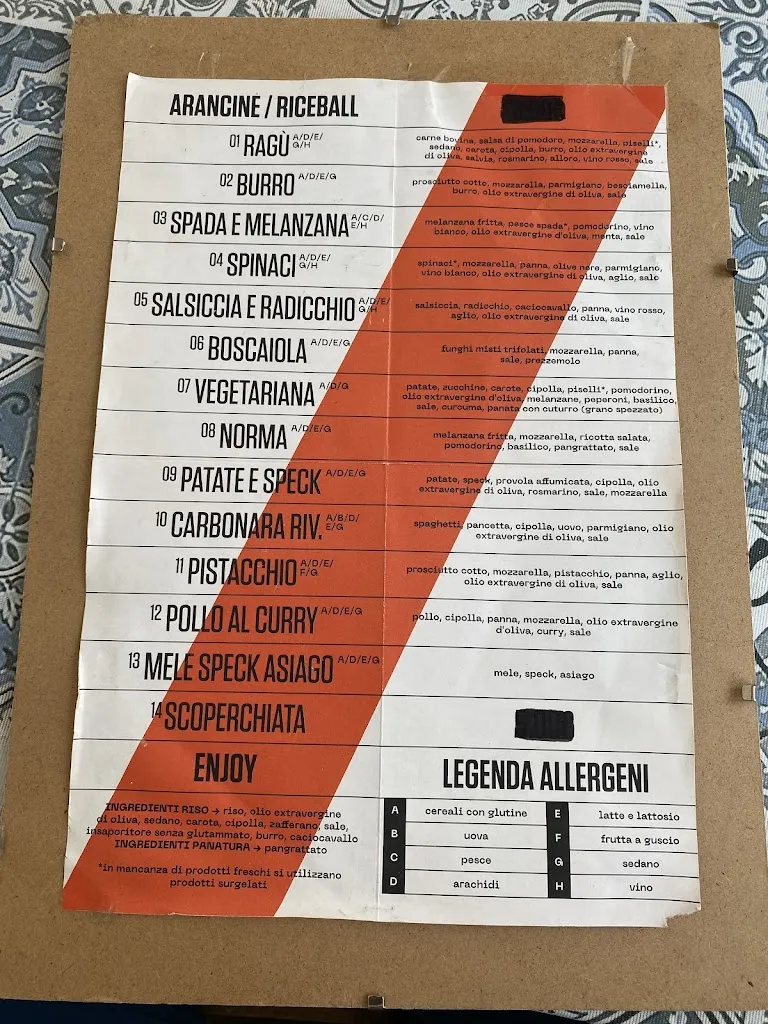 ARANCINE / RICEBALL
01 RAGÙ A/D/E/
G/H
carne bovina, salsa di pomodoro, mozzarella, piselli*,
sedano, carota, cipolla, burro, olio extravergine
di oliva, salvia, rosmarino, alloro, vino rosso, sale
02 BURRO A/D/E/G
prosciutto cotto, mozzarella, parmigiano, besciamella,
burro, olio extravergine di oliva, sale
03 SPADA E MELANZANA A/C/D/
E/H
melanzana fritta, pesce spada*, pomodorino, vino
bianco, olio extravergine d'oliva, menta, sale
04 SPINACI A/D/E/
G/H
spinaci*, mozzarella, panna, olive nere, parmigiano,
vino bianco, olio extravergine di oliva, aglio, sale
05 SALSICCIA E RADICCHIO A/D/E/
G/H
salsiccia, radicchio, caciocavallo, panna, vino rosso,
aglio, olio extravergine di oliva, sale
06 BOSCAIOLA A/D/E/G
funghi misti trifolati, mozzarella, panna,
sale, prezzemolo
07 VEGETARIANA A/D/G
patate, zucchine, carote, cipolla, piselli*, pomodorino,
olio extravergine d'oliva, melanzane, peperoni, basilico,
sale, curcuma, panata con cuturro (grano spezzato)
08 NORMA A/D/E/G
melanzana fritta, mozzarella, ricotta salata,
pomodorino, basilico, pangrattato, sale
09 PATATE E SPECK A/D/E/G
patate, speck, provola affumicata, cipolla, olio
extravergine di oliva, rosmarino, sale, mozzarella
10 CARBONARA RIV. A/B/D/
E/G
spaghetti, pancetta, cipolla, uovo, parmigiano, olio
extravergine di oliva, sale
11 PISTACCHIO A/D/E/
F/G
prosciutto cotto, mozzarella, pistacchio, panna, aglio,
olio extravergine di oliva, sale
12 POLLO AL CURRY A/D/E/G
pollo, cipolla, panna, mozzarella, olio extravergine
d'oliva, curry, sale
13 MELE SPECK ASIAGO A/D/E/G
mele, speck, asiago
14 SCOPERCHIATA
ENJOY
INGREDIENTI RISO → riso, olio extravergine
di oliva, sedano, carota, cipolla, zafferano, sale,
insaporitore senza glutammato, burro, caciocavallo
INGREDIENTI PANATURA → pangrattato
*in mancanza di prodotti freschi si utilizzano
prodotti surgelati
LEGENDA ALLERGENI
A cereali con glutine
B uova
C pesce
D arachidi
E latte e lattosio
F frutta a guscio
G sedano
H vino